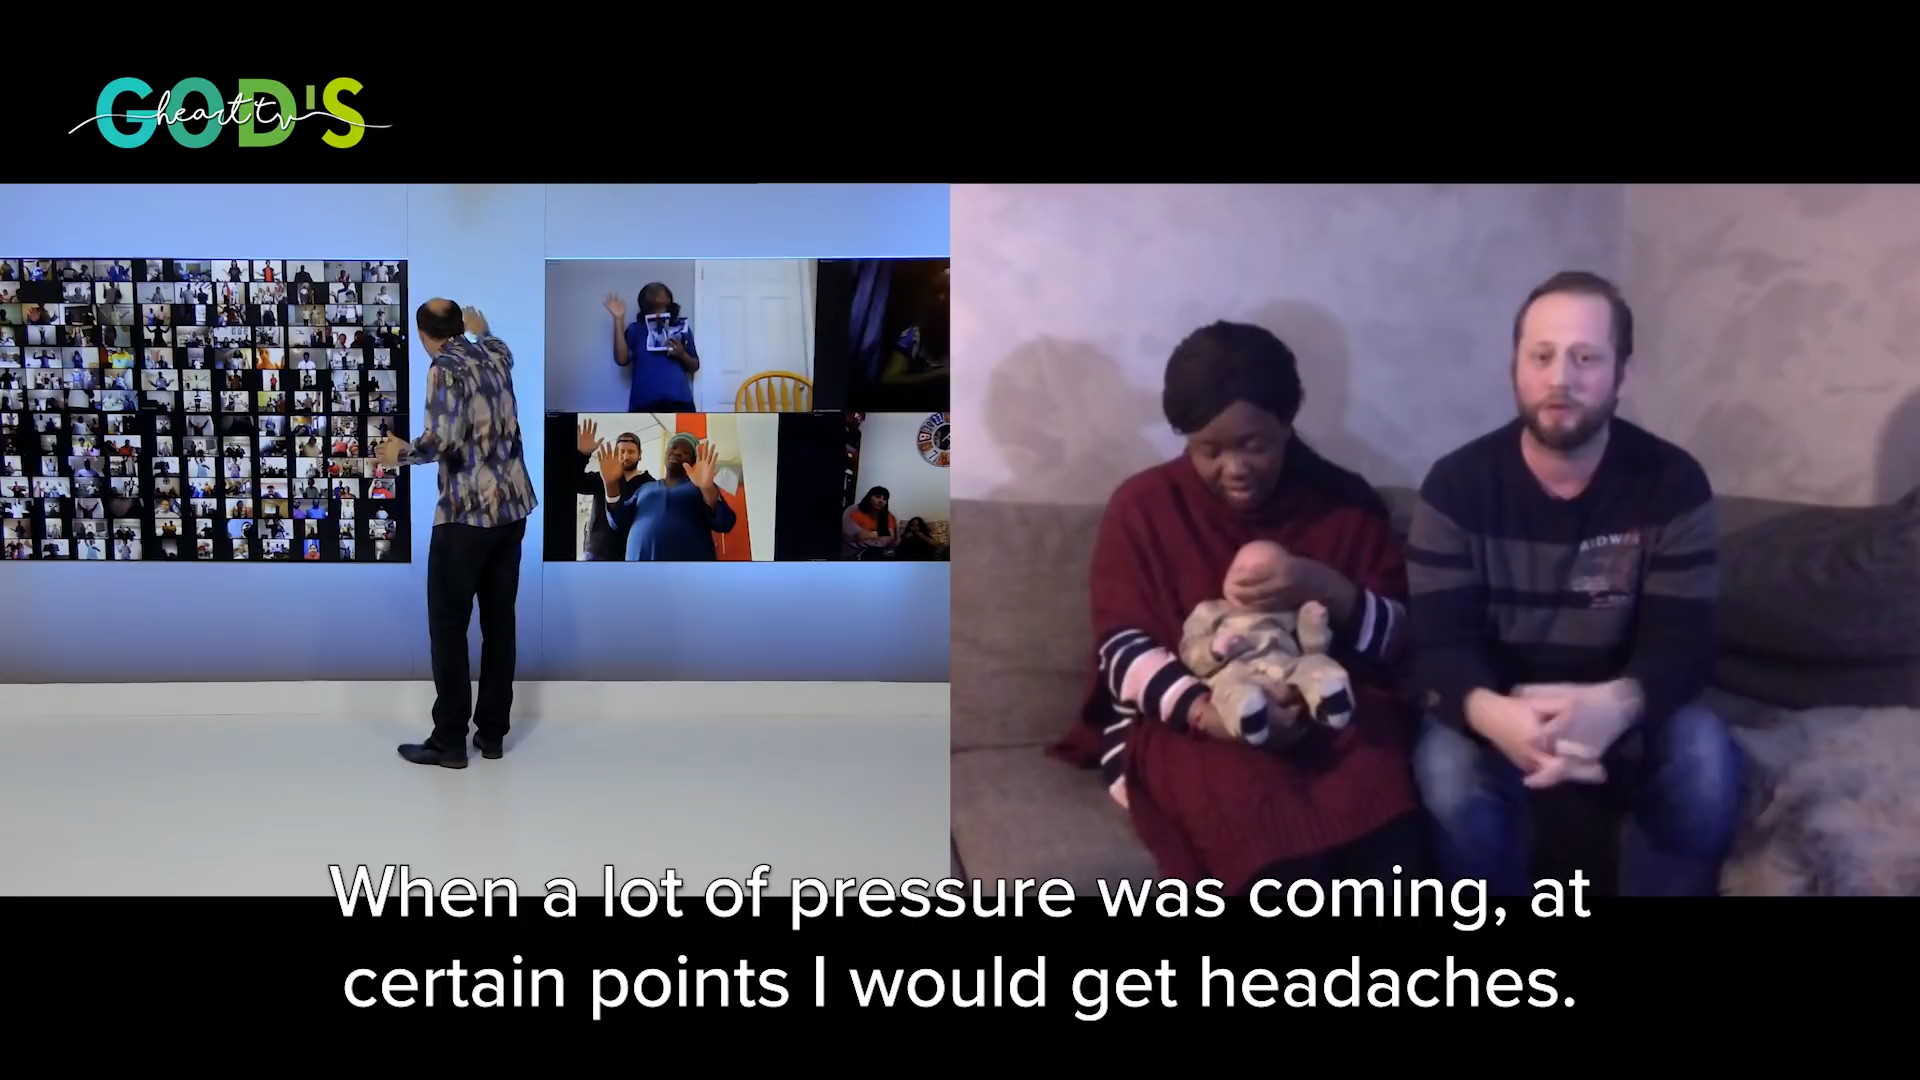 GOD'S
heart tv
When a lot of pressure was coming, at
certain points I would get headaches.